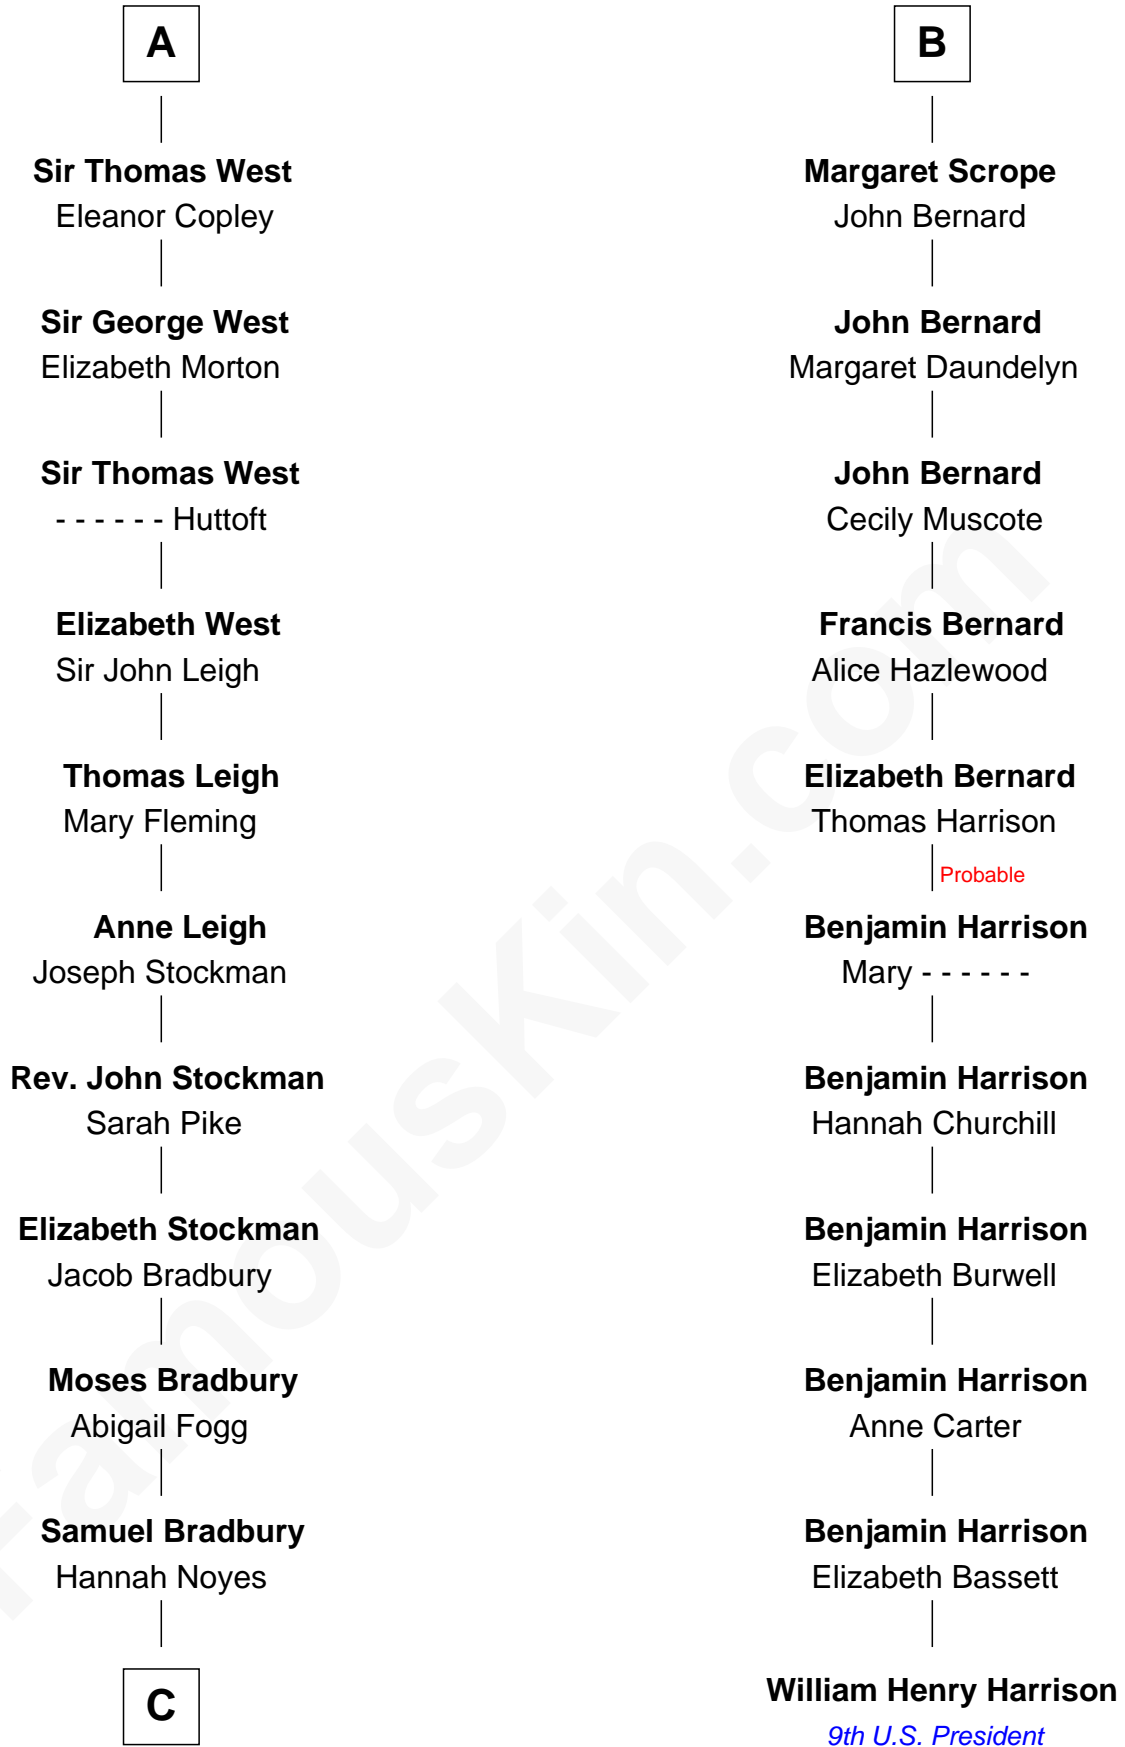 A
Sir Thomas West
Eleanor Copley
Sir George West
Elizabeth Morton
Sir Thomas West
- - - - - - Huttoft
Elizabeth West
Sir John Leigh
Thomas Leigh
Mary Fleming
Anne Leigh
Joseph Stockman
Rev. John Stockman
Sarah Pike
Elizabeth Stockman
Jacob Bradbury
Moses Bradbury
Abigail Fogg
Samuel Bradbury
Hannah Noyes
C
B
Margaret Scrope
John Bernard
John Bernard
Margaret Daundelyn
John Bernard
Cecily Muscote
Francis Bernard
Alice Hazlewood
Elizabeth Bernard
Thomas Harrison
Probable
Benjamin Harrison
Mary - - - - - -
Benjamin Harrison
Hannah Churchill
Benjamin Harrison
Elizabeth Burwell
Benjamin Harrison
Anne Carter
Benjamin Harrison
Elizabeth Bassett
William Henry Harrison
9th U.S. President
FamousKin.com